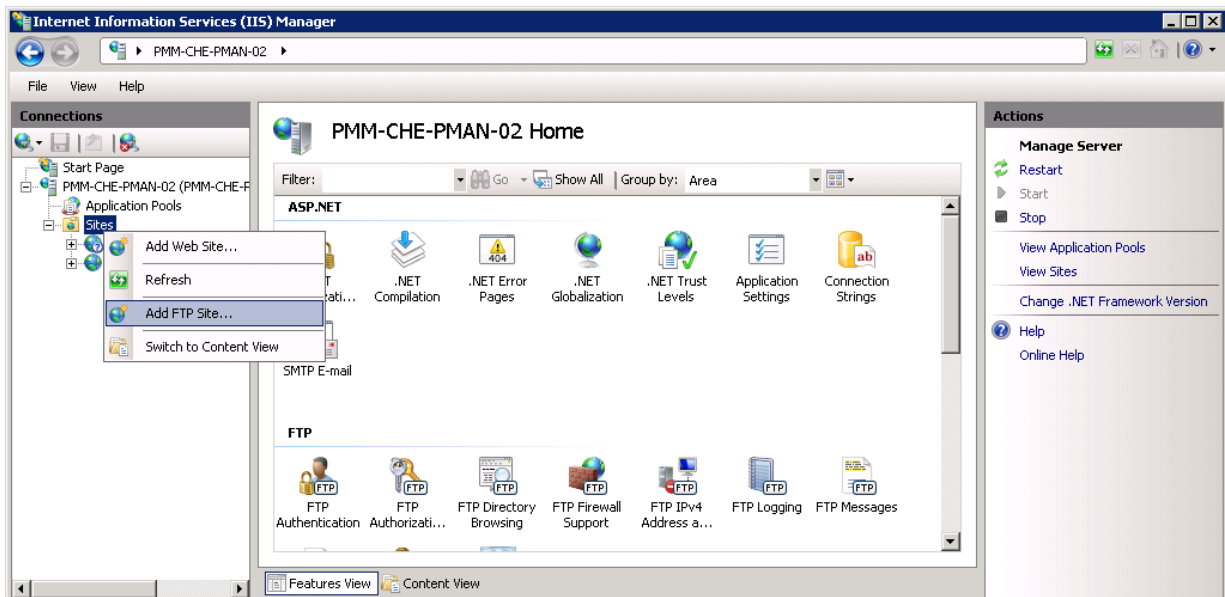 Internet Information Services (IIS) Manager
PMM-CHE-PMAN-02
File View Help
Connections
Start Page
PMM-CHE-PMAN-02 (PMM-CHE-P
Application Pools
Sites
Add Web Site...
Refresh
Add FTP Site...
Switch to Content View
PMM-CHE-PMAN-02 Home
Filter: Go Show All Group by: Area
ASP.NET
.NET Compilation
404
.NET Error Pages
.NET Globalization
.NET Trust Levels
Application Settings
ab
Connection Strings
SMTP E-mail
FTP
FTP
FTP Authentication
FTP
FTP Authorizati...
FTP
FTP Directory Browsing
FTP
FTP Firewall Support
FTP
FTP IPv4 Address a...
FTP
FTP Logging
FTP
FTP Messages
Features View Content View
Actions
Manage Server
Restart
Start
Stop
View Application Pools
View Sites
Change .NET Framework Version
Help
Online Help